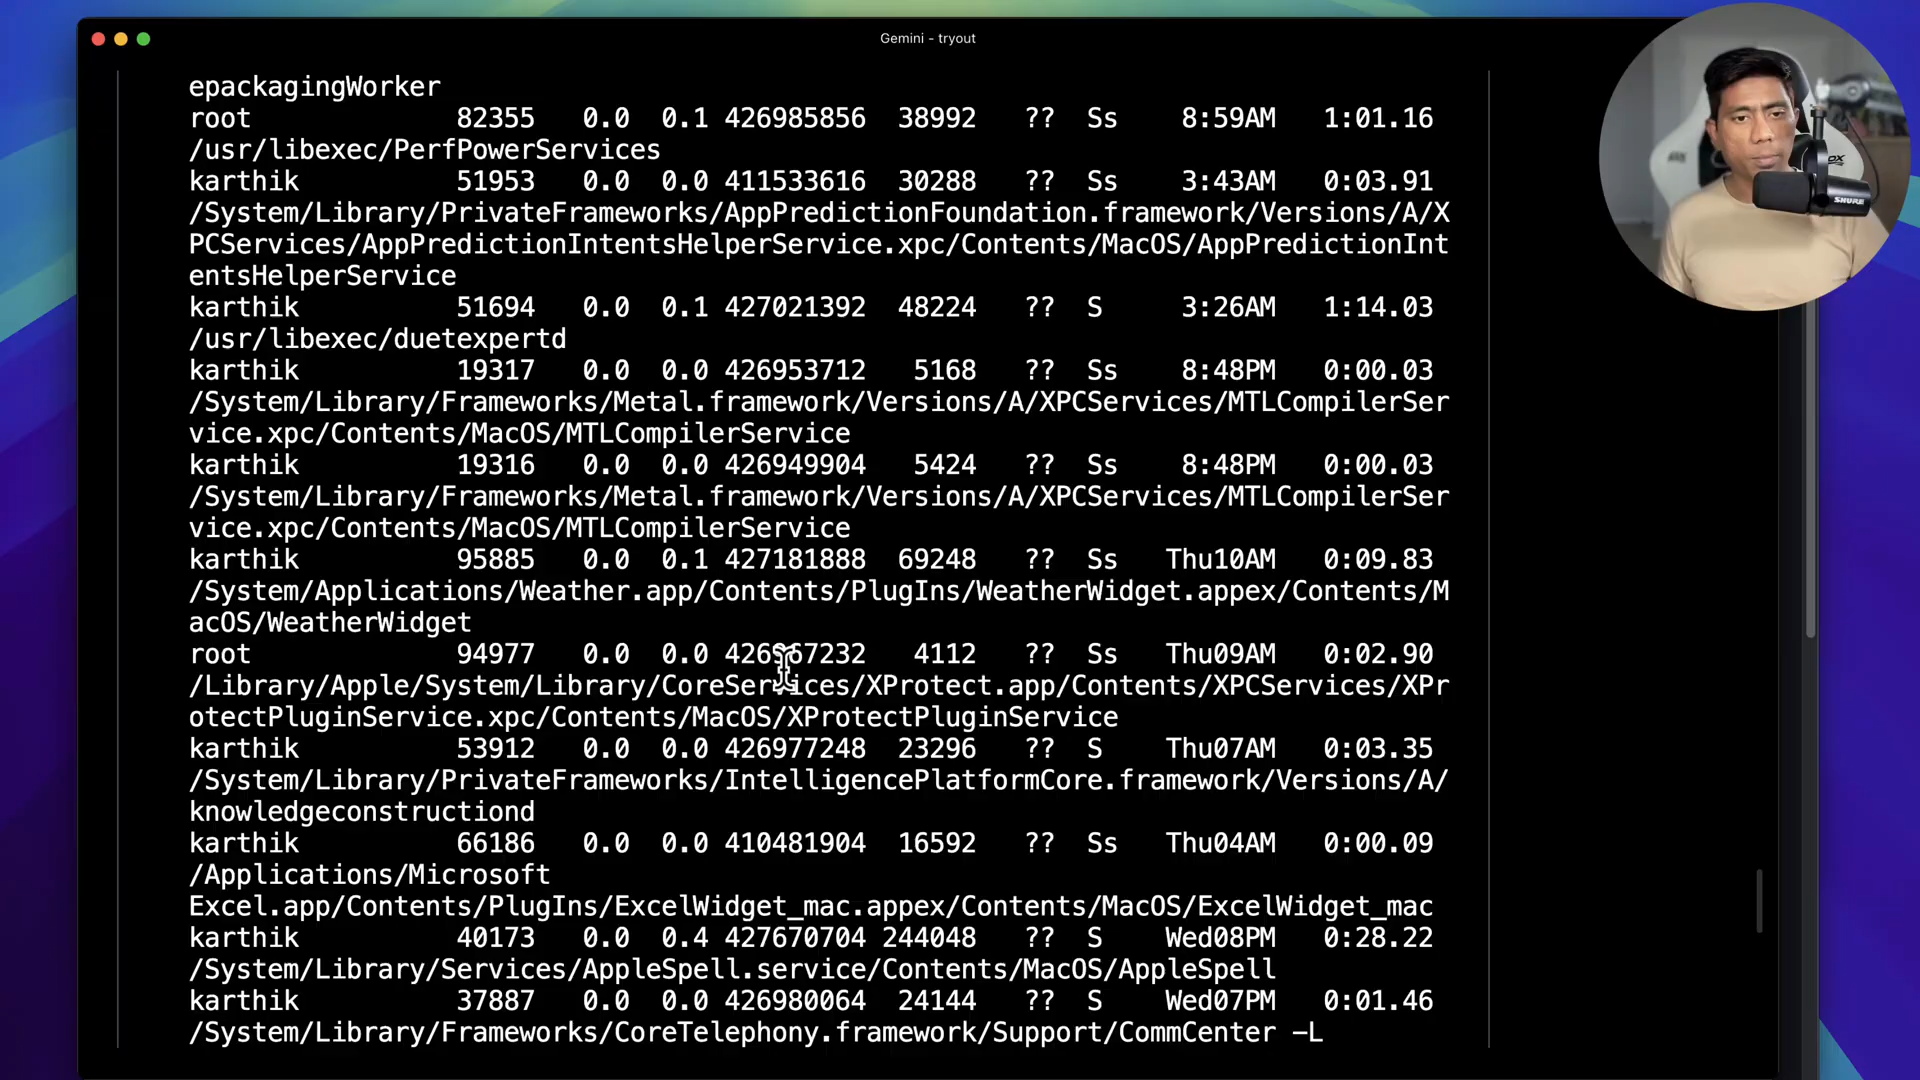 Gemini - tryout
epackagingWorker
root 82355 0.0 0.1 426985856 38992 ?? Ss 8:59AM 1:01.16
/usr/libexec/PerfPowerServices
karthik 51953 0.0 0.0 411533616 30288 ?? Ss 3:43AM 0:03.91
/System/Library/PrivateFrameworks/AppPredictionFoundation.framework/Versions/A/X
PCServices/AppPredictionIntentsHelperService.xpc/Contents/MacOS/AppPredictionInt
entsHelperService
karthik 51694 0.0 0.1 427021392 48224 ?? S 3:26AM 1:14.03
/usr/libexec/duetexpertd
karthik 19317 0.0 0.0 426953712 5168 ?? Ss 8:48PM 0:00.03
/System/Library/Frameworks/Metal.framework/Versions/A/XPCServices/MTLCompilerSer
vice.xpc/Contents/MacOS/MTLCompilerService
karthik 19316 0.0 0.0 426949904 5424 ?? Ss 8:48PM 0:00.03
/System/Library/Frameworks/Metal.framework/Versions/A/XPCServices/MTLCompilerSer
vice.xpc/Contents/MacOS/MTLCompilerService
karthik 95885 0.0 0.1 427181888 69248 ?? Ss Thu10AM 0:09.83
/System/Applications/Weather.app/Contents/PlugIns/WeatherWidget.appex/Contents/M
acOS/WeatherWidget
root 94977 0.0 0.0 426967232 4112 ?? Ss Thu09AM 0:02.90
/Library/Apple/System/Library/CoreServices/XProtect.app/Contents/XPCServices/XPr
otectPluginService.xpc/Contents/MacOS/XProtectPluginService
karthik 53912 0.0 0.0 426977248 23296 ?? S Thu07AM 0:03.35
/System/Library/PrivateFrameworks/IntelligencePlatformCore.framework/Versions/A/
knowledgeconstructiond
karthik 66186 0.0 0.0 410481904 16592 ?? Ss Thu04AM 0:00.09
/Applications/Microsoft
Excel.app/Contents/PlugIns/ExcelWidget_mac.appex/Contents/MacOS/ExcelWidget_mac
karthik 40173 0.0 0.4 427670704 244048 ?? S Wed08PM 0:28.22
/System/Library/Services/AppleSpell.service/Contents/MacOS/AppleSpell
karthik 37887 0.0 0.0 426980064 24144 ?? S Wed07PM 0:01.46
/System/Library/Frameworks/CoreTelephony.framework/Support/CommCenter -L
SHURE